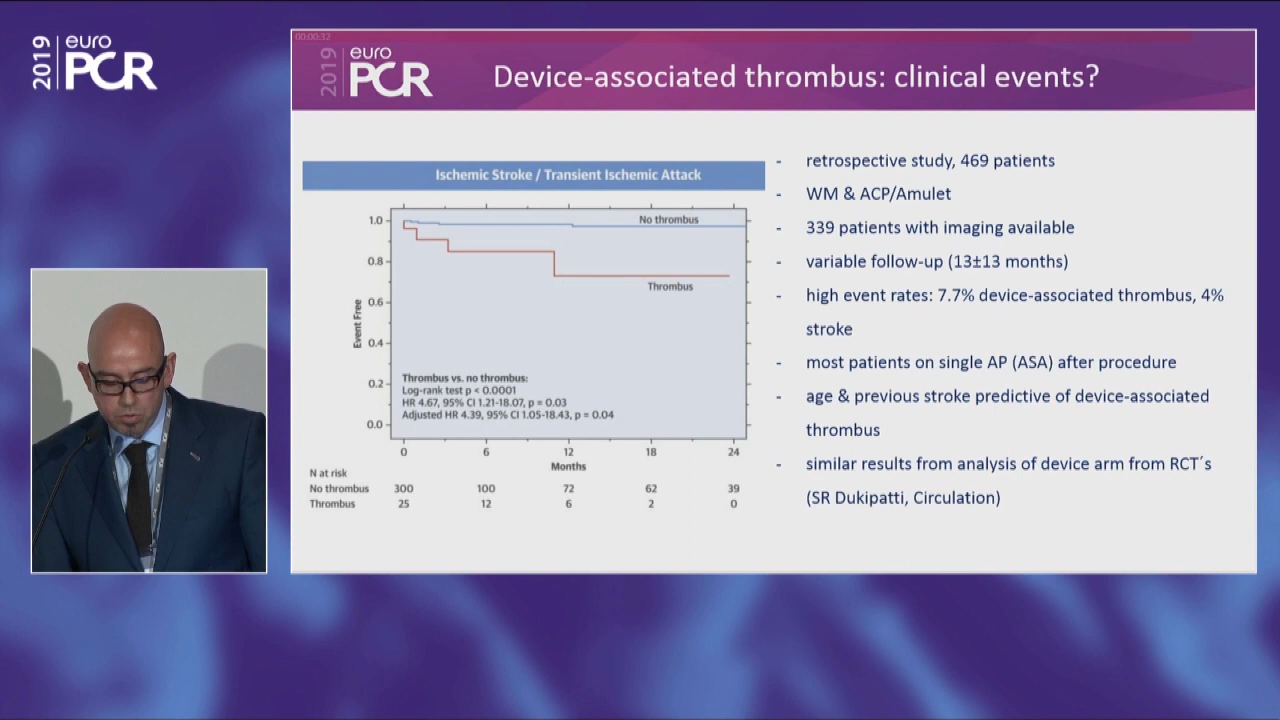 2019 euro PCR
00:00:32
2019 euro PCR
Device-associated thrombus: clinical events?
Ischemic Stroke / Transient Ischemic Attack
Event Free
1.0
0.8
0.6
0.4
0.2
0.0
No thrombus
Thrombus
Thrombus vs. no thrombus:
Log-rank test p < 0.0001
HR 4.67, 95% CI 1.21-18.07, p = 0.03
Adjusted HR 4.39, 95% CI 1.05-18.43, p = 0.04
0 6 12 18 24
Months
N at risk
No thrombus 300 100 72 62 39
Thrombus 25 12 6 2 0
- retrospective study, 469 patients
- WM & ACP/Amulet
- 339 patients with imaging available
- variable follow-up (13±13 months)
- high event rates: 7.7% device-associated thrombus, 4%
stroke
- most patients on single AP (ASA) after procedure
- age & previous stroke predictive of device-associated
thrombus
- similar results from analysis of device arm from RCT´s
(SR Dukipatti, Circulation)